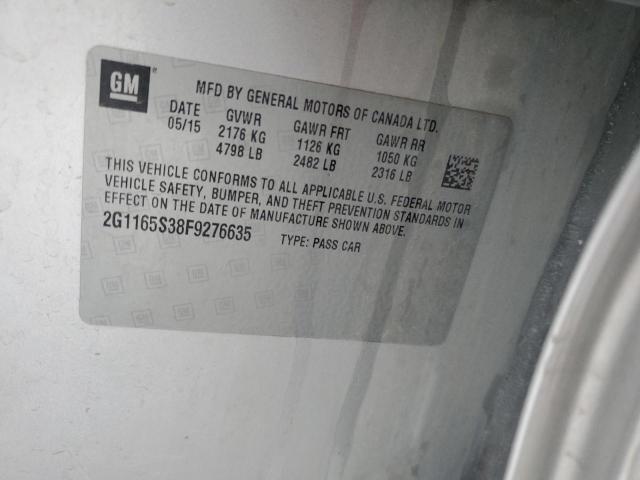 GM
MFD BY GENERAL MOTORS OF CANADA LTD.
DATE GVWR GAWR FRT GAWR RR
05/15 2176 KG 1126 KG 1050 KG
4798 LB 2482 LB 2316 LB
THIS VEHICLE CONFORMS TO ALL APPLICABLE U.S. FEDERAL MOTOR
VEHICLE SAFETY, BUMPER, AND THEFT PREVENTION STANDARDS IN
EFFECT ON THE DATE OF MANUFACTURE SHOWN ABOVE.
2G1165S38F9276635 TYPE: PASS CAR